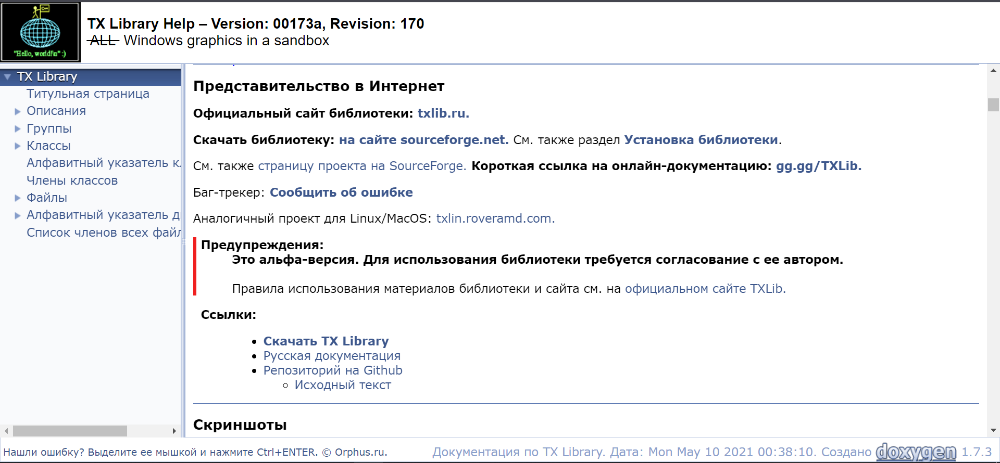 C++
"Hello, world!\n" :)
TX Library Help – Version: 00173a, Revision: 170
ALL Windows graphics in a sandbox
TX Library
Титульная страница
Описания
Группы
Классы
Алфавитный указатель кл
Члены классов
Файлы
Алфавитный указатель д
Список членов всех файл
Представительство в Интернет
Официальный сайт библиотеки: txlib.ru.
Скачать библиотеку: на сайте sourceforge.net. См. также раздел Установка библиотеки.
См. также страницу проекта на SourceForge. Короткая ссылка на онлайн-документацию: gg.gg/TXLib.
Баг-трекер: Сообщить об ошибке
Аналогичный проект для Linux/MacOS: txlin.roveramd.com.
Предупреждения:
Это альфа-версия. Для использования библиотеки требуется согласование с ее автором.
Правила использования материалов библиотеки и сайта см. на официальном сайте TXLib.
Ссылки:
Скачать TX Library
Русская документация
Репозиторий на Github
Исходный текст
Скриншоты
Нашли ошибку? Выделите ее мышкой и нажмите Ctrl+ENTER. © Orphus.ru.
Документация по TX Library. Дата: Mon May 10 2021 00:38:10. Создано doxygen 1.7.3